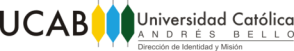 UCAB Universidad Católica
ANDRÉS BELLO
Dirección de Identidad y Misión